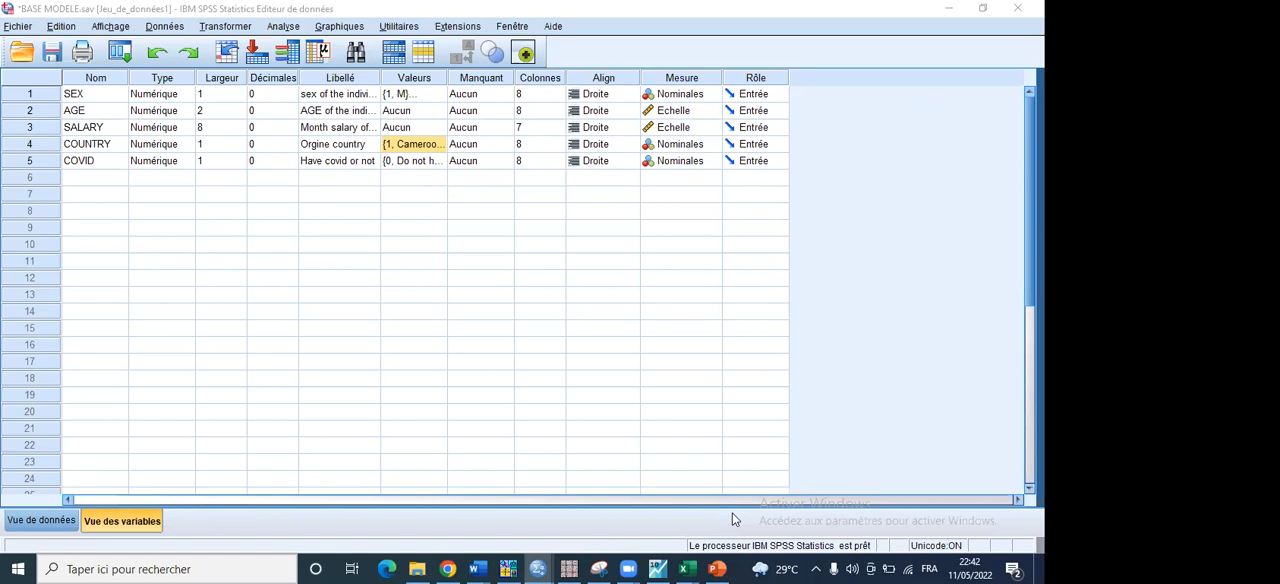 *BASE MODELE.sav [Jeu_de_données1] - IBM SPSS Statistics Editeur de données
Fichier Edition Affichage Données Transformer Analyse Graphiques Utilitaires Extensions Fenêtre Aide
Nom Type Largeur Décimales Libellé Valeurs Manquant Colonnes Align Mesure Rôle
1 SEX Numérique 1 0 sex of the indivi... {1, M}... Aucun 8 Droite Nominales Entrée
2 AGE Numérique 2 0 AGE of the indi... Aucun Aucun 8 Droite Echelle Entrée
3 SALARY Numérique 8 0 Month salary of... Aucun Aucun 7 Droite Echelle Entrée
4 COUNTRY Numérique 1 0 Orgine country {1, Cameroo... Aucun 8 Droite Nominales Entrée
5 COVID Numérique 1 0 Have covid or not {0, Do not h... Aucun 8 Droite Nominales Entrée
6
7
8
9
10
11
12
13
14
15
16
17
18
19
20
21
22
23
24
Activer Windows
Accédez aux paramètres pour activer Windows.
Vue de données Vue des variables
Le processeur IBM SPSS Statistics est prêt Unicode:ON
Taper ici pour rechercher 29°C FRA 22:42
11/05/2022 2